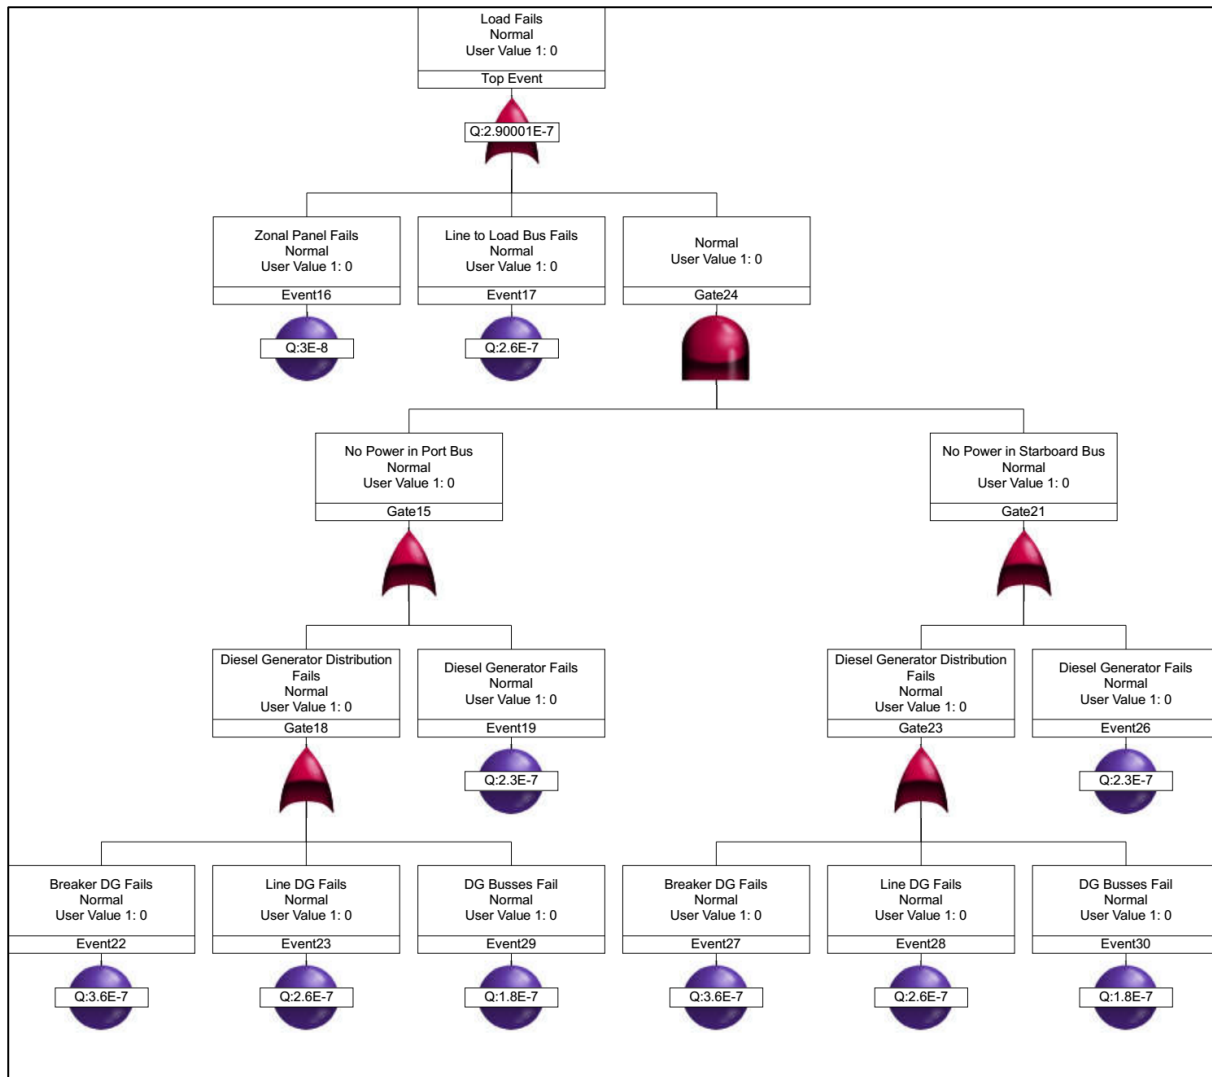 Load Fails
Normal
User Value 1: 0
Top Event
Q:2.90001E-7
Zonal Panel Fails
Normal
User Value 1: 0
Event16
Q:3E-8
Line to Load Bus Fails
Normal
User Value 1: 0
Event17
Q:2.6E-7
Normal
User Value 1: 0
Gate24
No Power in Port Bus
Normal
User Value 1: 0
Gate15
No Power in Starboard Bus
Normal
User Value 1: 0
Gate21
Diesel Generator Distribution
Fails
Normal
User Value 1: 0
Gate18
Diesel Generator Fails
Normal
User Value 1: 0
Event19
Q:2.3E-7
Diesel Generator Distribution
Fails
Normal
User Value 1: 0
Gate23
Diesel Generator Fails
Normal
User Value 1: 0
Event26
Q:2.3E-7
Breaker DG Fails
Normal
User Value 1: 0
Event22
Q:3.6E-7
Line DG Fails
Normal
User Value 1: 0
Event23
Q:2.6E-7
DG Busses Fail
Normal
User Value 1: 0
Event29
Q:1.8E-7
Breaker DG Fails
Normal
User Value 1: 0
Event27
Q:3.6E-7
Line DG Fails
Normal
User Value 1: 0
Event28
Q:2.6E-7
DG Busses Fail
Normal
User Value 1: 0
Event30
Q:1.8E-7